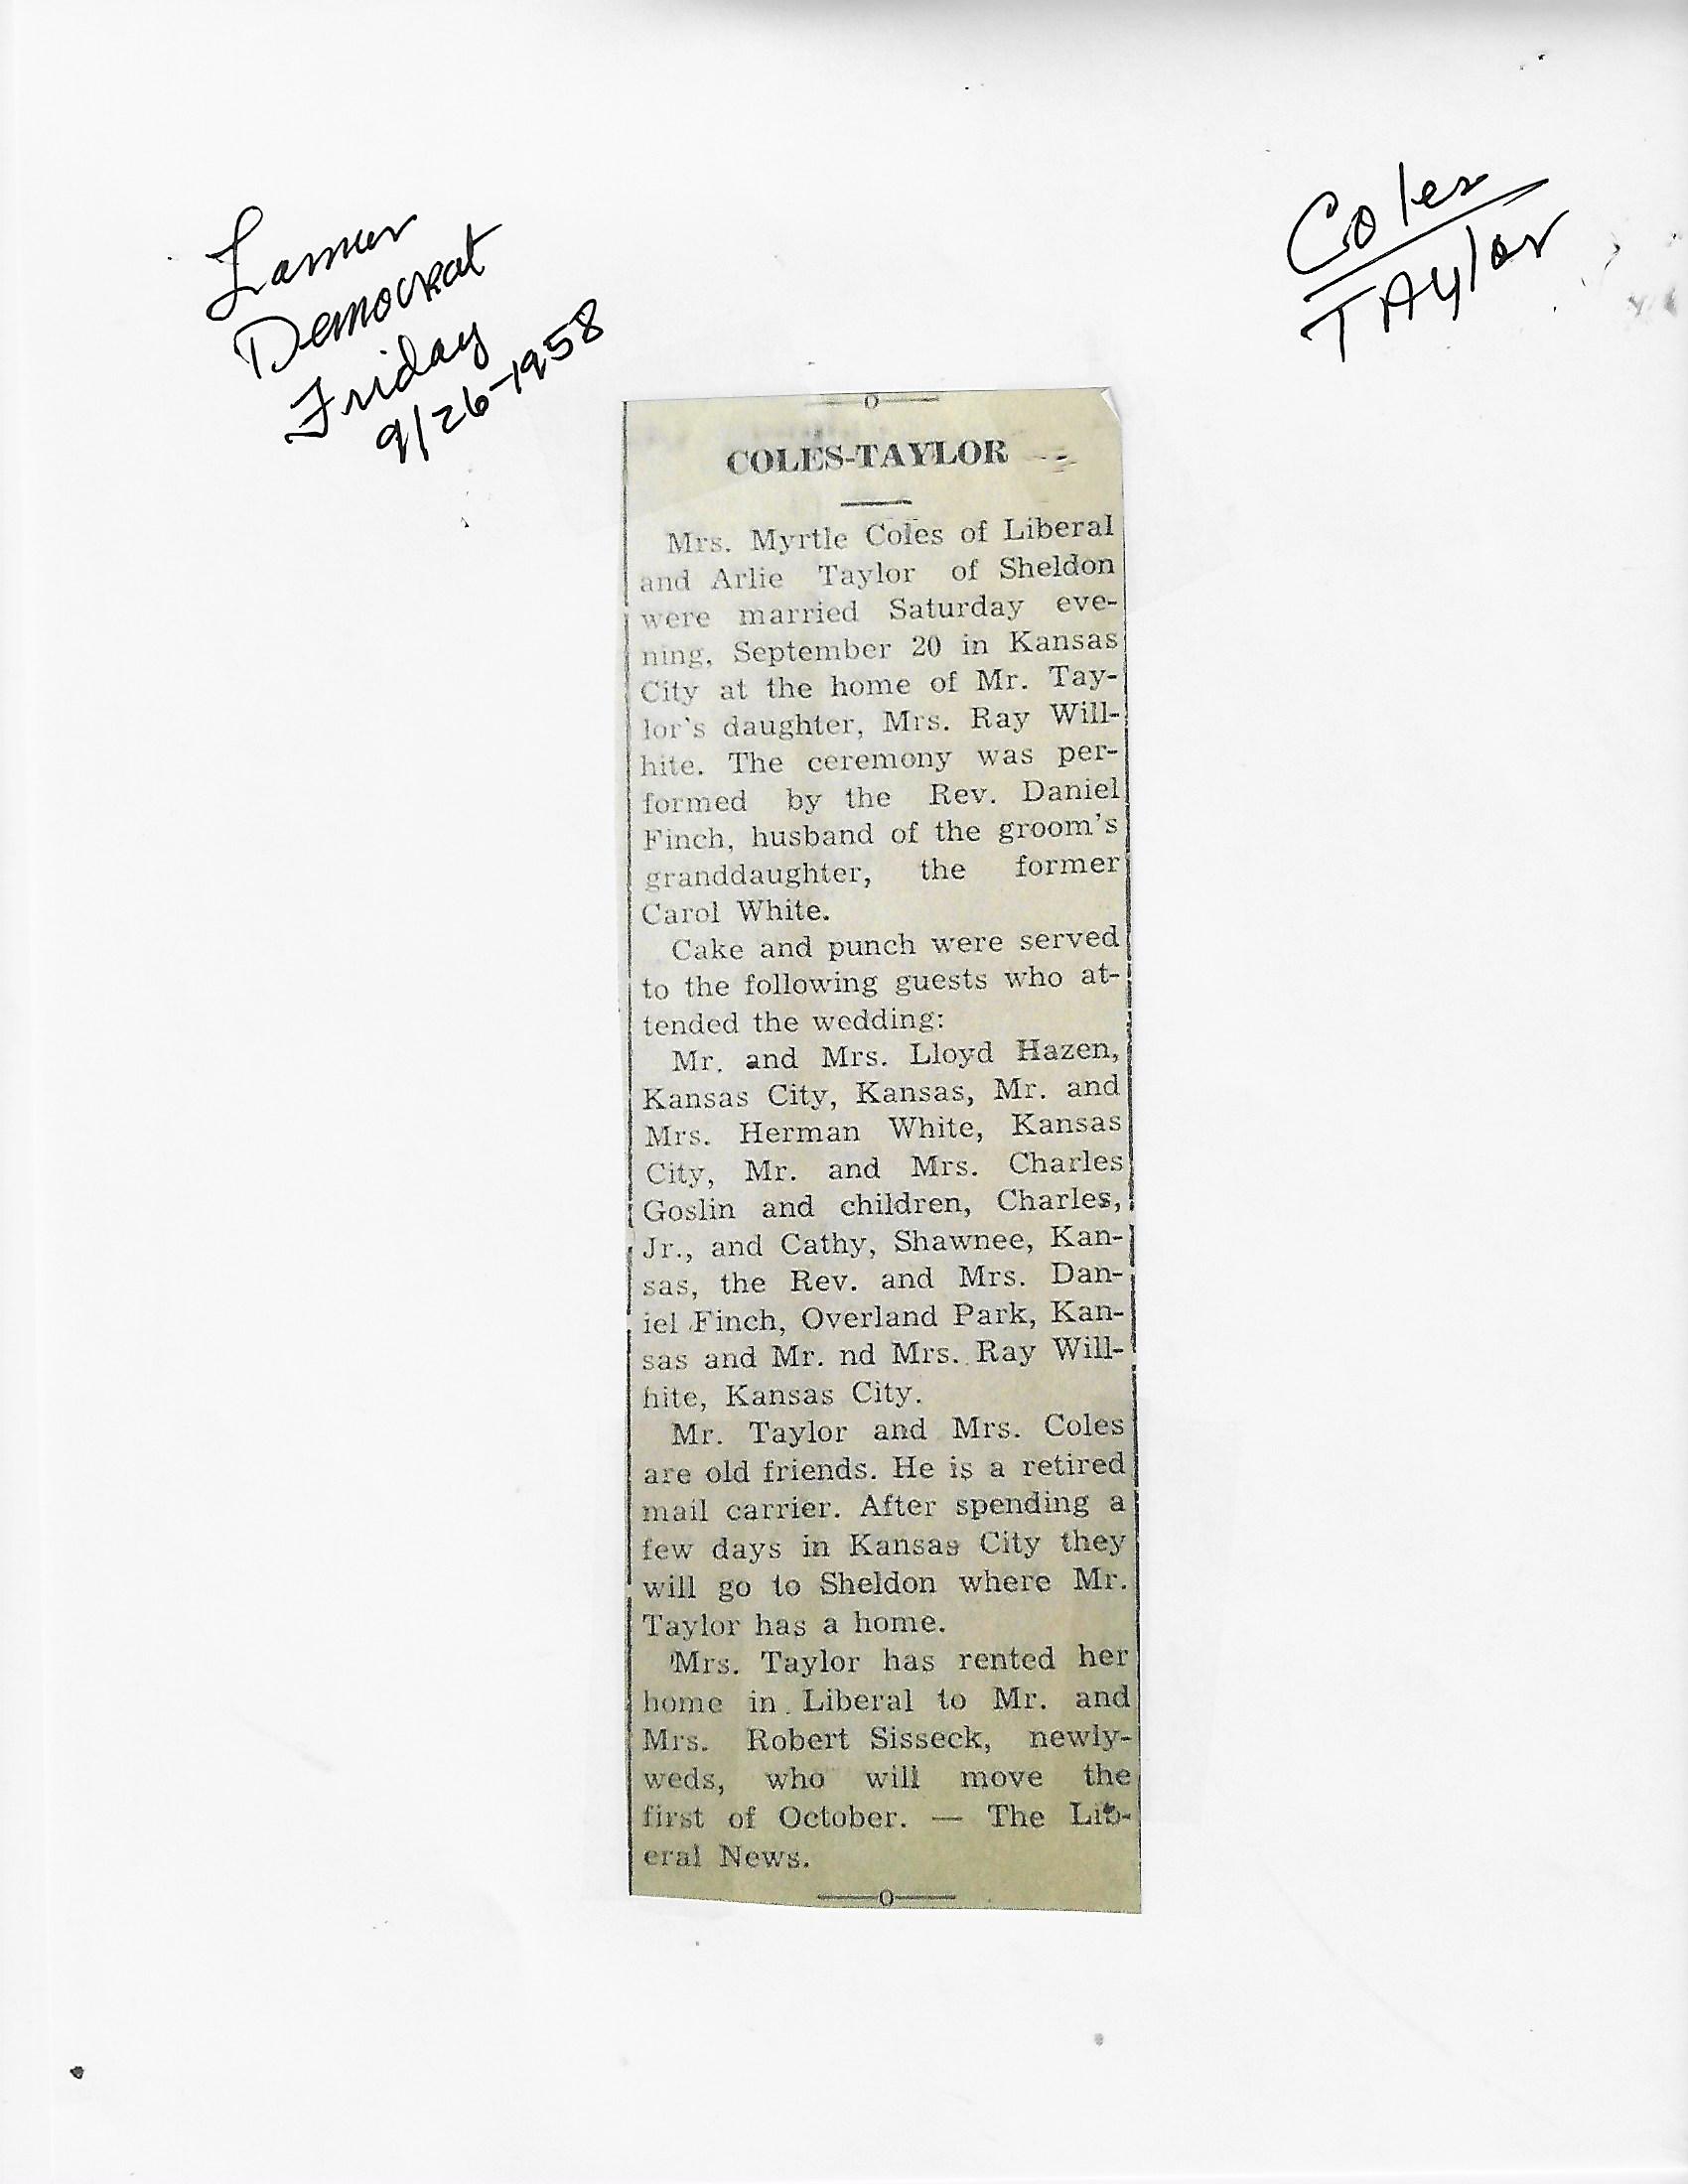 Lamar
Democrat
Friday
9/26-1958
Coles
TAylor
COLES-TAYLOR
Mrs. Myrtle Coles of Liberal
and Arlie Taylor of Sheldon
were married Saturday eve-
ning, September 20 in Kansas
City at the home of Mr. Tay-
lor's daughter, Mrs. Ray Will-
hite. The ceremony was per-
formed by the Rev. Daniel
Finch, husband of the groom's
granddaughter, the former
Carol White.
Cake and punch were served
to the following guests who at-
tended the wedding:
Mr. and Mrs. Lloyd Hazen,
Kansas City, Kansas, Mr. and
Mrs. Herman White, Kansas
City, Mr. and Mrs. Charles
Goslin and children, Charles,
Jr., and Cathy, Shawnee, Kan-
sas, the Rev. and Mrs. Dan-
iel Finch, Overland Park, Kan-
sas and Mr. nd Mrs. Ray Will-
hite, Kansas City.
Mr. Taylor and Mrs. Coles
are old friends. He is a retired
mail carrier. After spending a
few days in Kansas City they
will go to Sheldon where Mr.
Taylor has a home.
Mrs. Taylor has rented her
home in Liberal to Mr. and
Mrs. Robert Sisseck, newly-
weds, who will move the
first of October. — The Lib-
eral News.